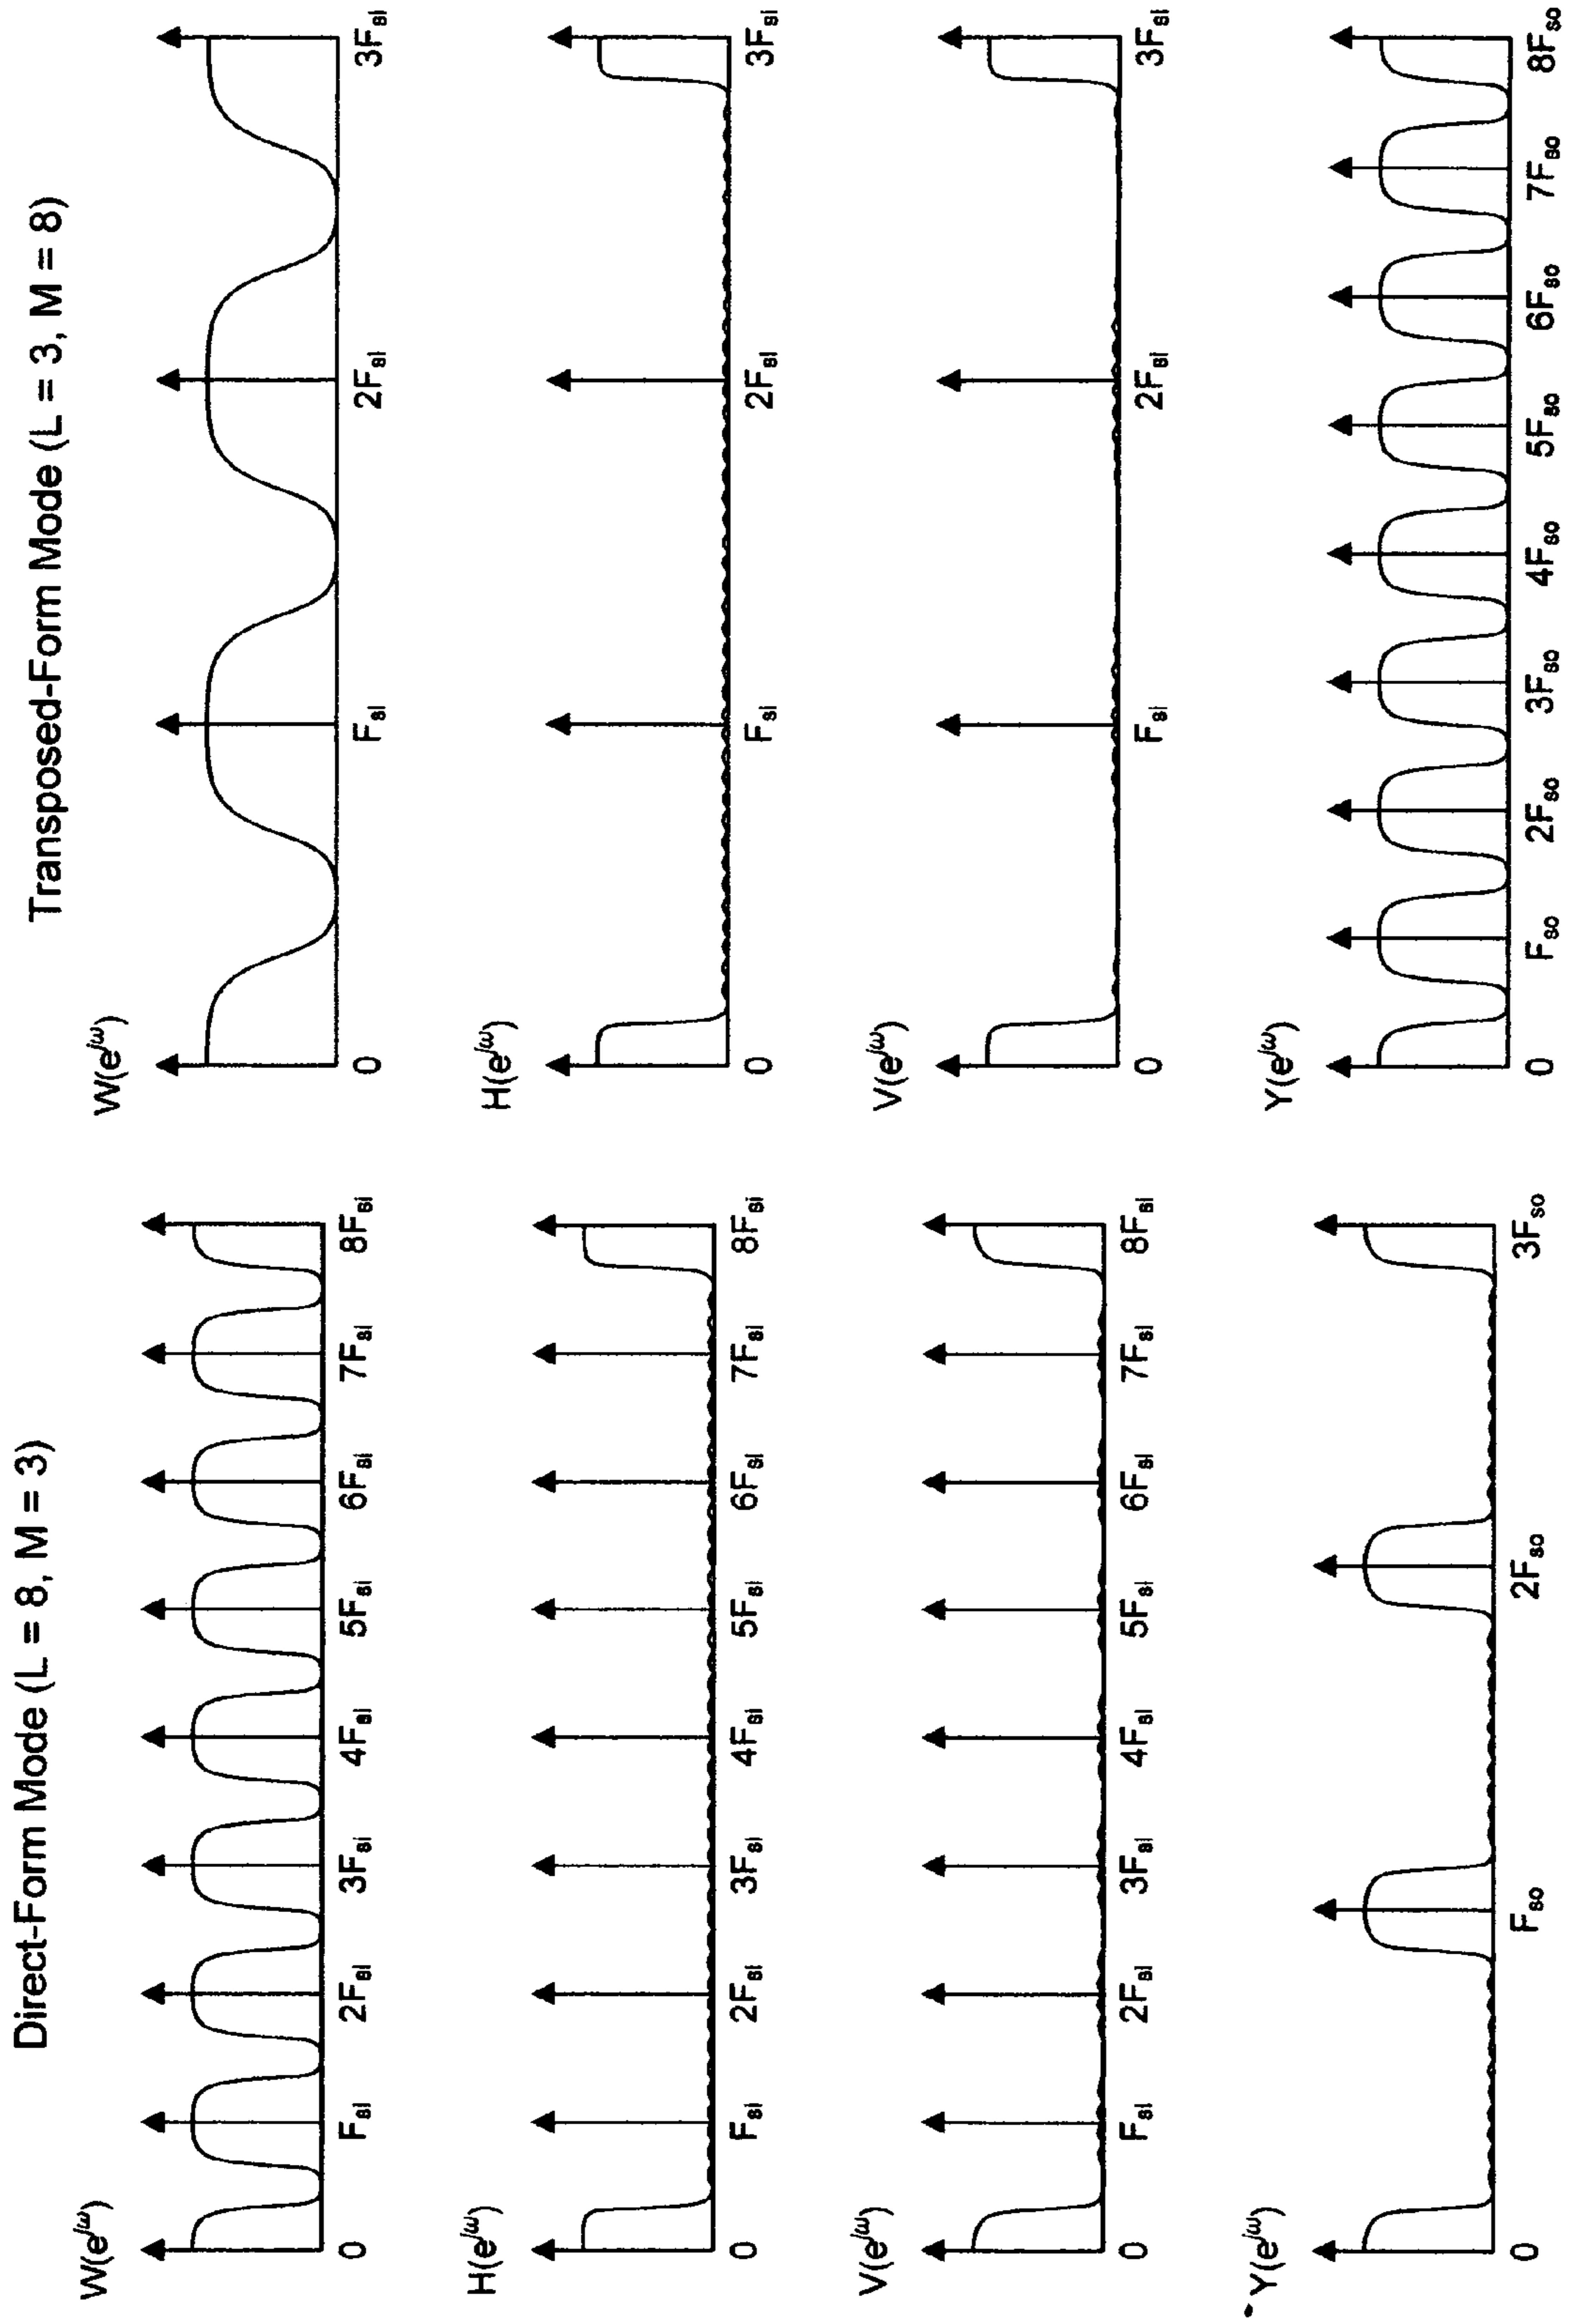 Direct-Form Mode (L = 8, M = 3)
W(e^jω)
0 F_si 2F_si 3F_si 4F_si 5F_si 6F_si 7F_si 8F_si
H(e^jω)
0 F_si 2F_si 3F_si 4F_si 5F_si 6F_si 7F_si 8F_si
V(e^jω)
0 F_si 2F_si 3F_si 4F_si 5F_si 6F_si 7F_si 8F_si
Y(e^jω)
0 F_so 2F_so 3F_so
Transposed-Form Mode (L = 3, M = 8)
W(e^jω)
0 F_si 2F_si 3F_si
H(e^jω)
0 F_si 2F_si 3F_si
V(e^jω)
0 F_si 2F_si 3F_si
Y(e^jω)
0 F_so 2F_so 3F_so 4F_so 5F_so 6F_so 7F_so 8F_so